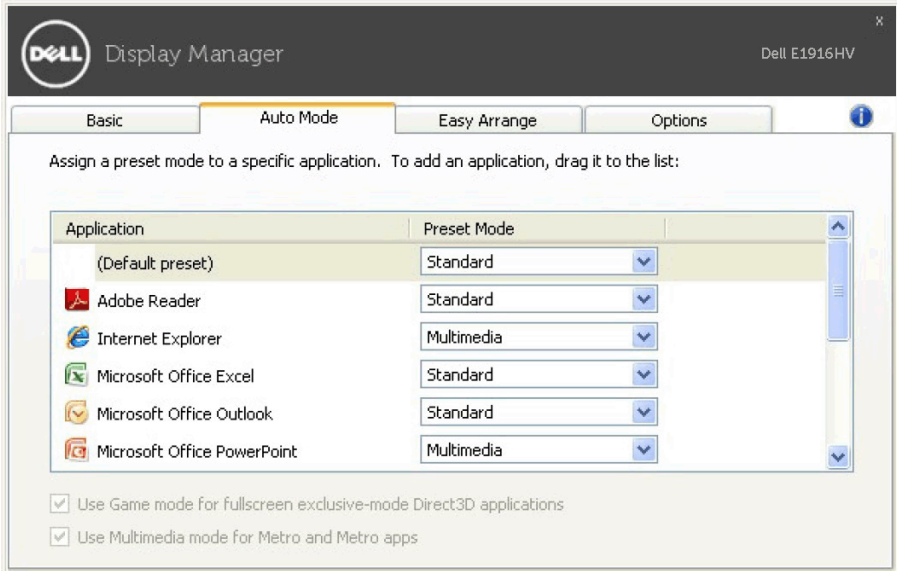 x
DELL Display Manager Dell E1916HV
Basic Auto Mode Easy Arrange Options i
Assign a preset mode to a specific application. To add an application, drag it to the list:
Application Preset Mode
(Default preset) Standard
Adobe Reader Standard
Internet Explorer Multimedia
Microsoft Office Excel Standard
Microsoft Office Outlook Standard
Microsoft Office PowerPoint Multimedia
Use Game mode for fullscreen exclusive-mode Direct3D applications
Use Multimedia mode for Metro and Metro apps